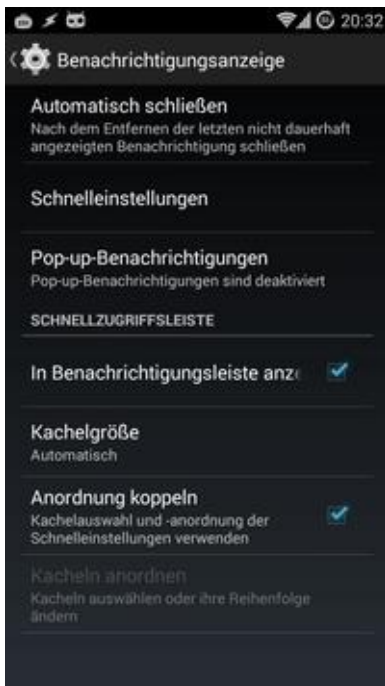 20:32
Benachrichtigungsanzeige
Automatisch schließen
Nach dem Entfernen der letzten nicht dauerhaft
angezeigten Benachrichtigung schließen
Schnelleinstellungen
Pop-up-Benachrichtigungen
Pop-up-Benachrichtigungen sind deaktiviert
SCHNELLZUGRIFFSLEISTE
In Benachrichtigungsleiste anz
Kachelgröße
Automatisch
Anordnung koppeln
Kachelauswahl und -anordnung der
Schnelleinstellungen verwenden
Kacheln anordnen
Kacheln auswählen oder ihre Reihenfolge
ändern